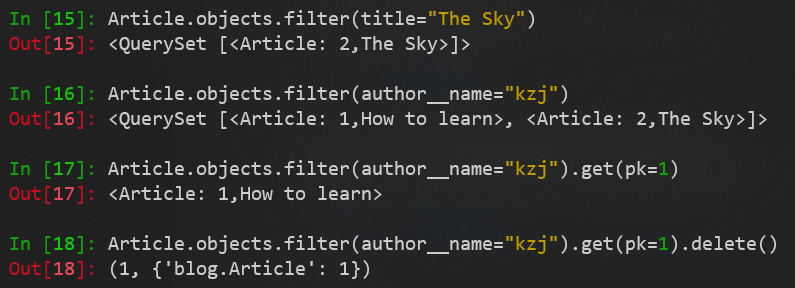 In [15]: Article.objects.filter(title="The Sky")
Out[15]: <QuerySet [<Article: 2,The Sky>]>
In [16]: Article.objects.filter(author__name="kzj")
Out[16]: <QuerySet [<Article: 1,How to learn>, <Article: 2,The Sky>]>
In [17]: Article.objects.filter(author__name="kzj").get(pk=1)
Out[17]: <Article: 1,How to learn>
In [18]: Article.objects.filter(author__name="kzj").get(pk=1).delete()
Out[18]: (1, {'blog.Article': 1})